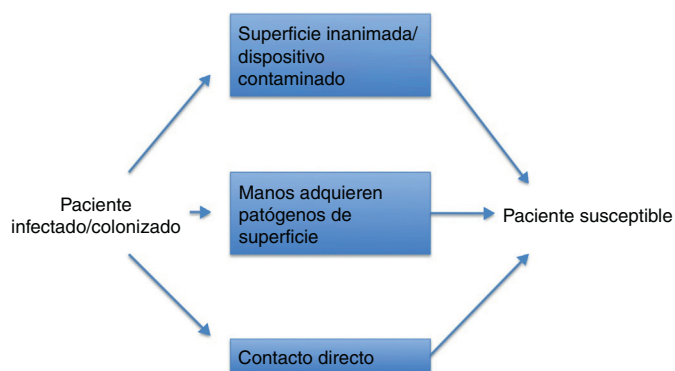 Superficie inanimada/
dispositivo
contaminado
Paciente
infectado/colonizado
Manos adquieren
patógenos de
superficie
Paciente susceptible
Contacto directo